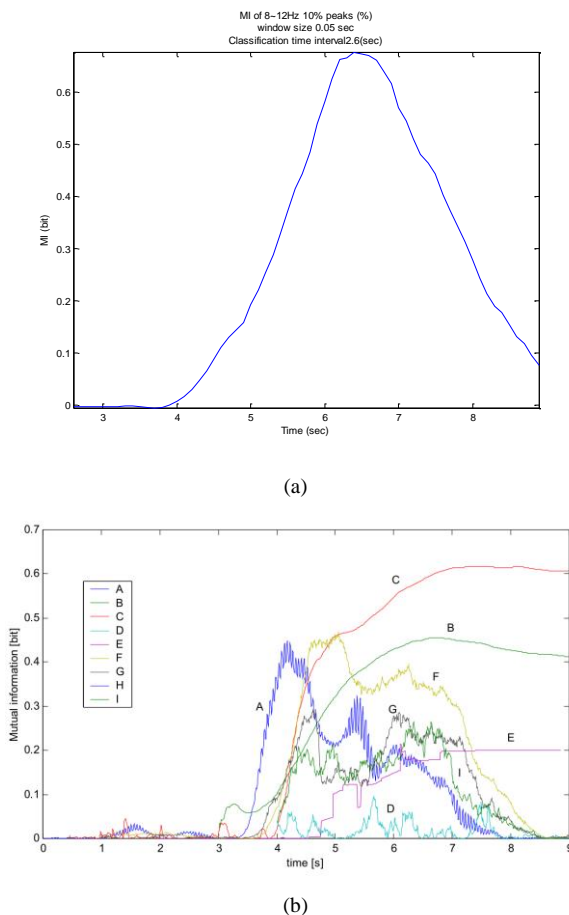 MI of 8~12Hz 10% peaks (%)
window size 0.05 sec
Classification time interval2.6(sec)
0.6
0.5
0.4
0.3
0.2
0.1
0
MI (bit)
3 4 5 6 7 8
Time (sec)
(a)
0.7
0.6
0.5
0.4
0.3
0.2
0.1
0
Mutual information [bit]
A
B
C
D
E
F
G
H
I
C
B
A
F
G
E
I
D
0 1 2 3 4 5 6 7 8 9
time [s]
(b)